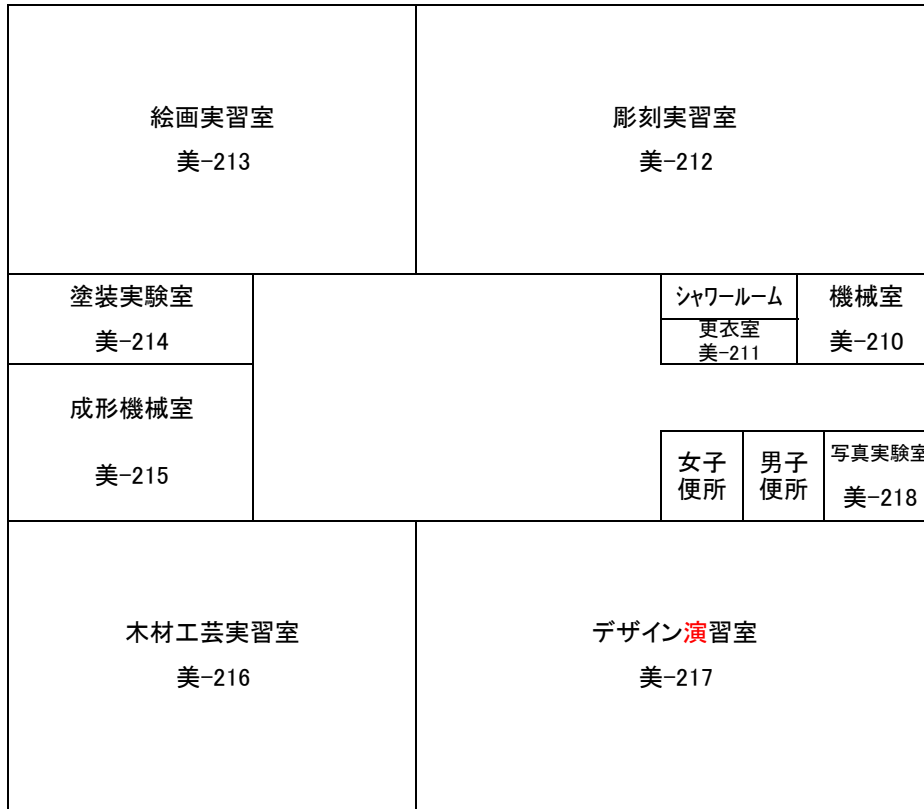 絵画実習室
美-213
彫刻実習室
美-212
塗装実験室
美-214
シャワールーム
更衣室
美-211
機械室
美-210
成形機械室
美-215
女子
便所
男子
便所
写真実験室
美-218
木材工芸実習室
美-216
デザイン演習室
美-217